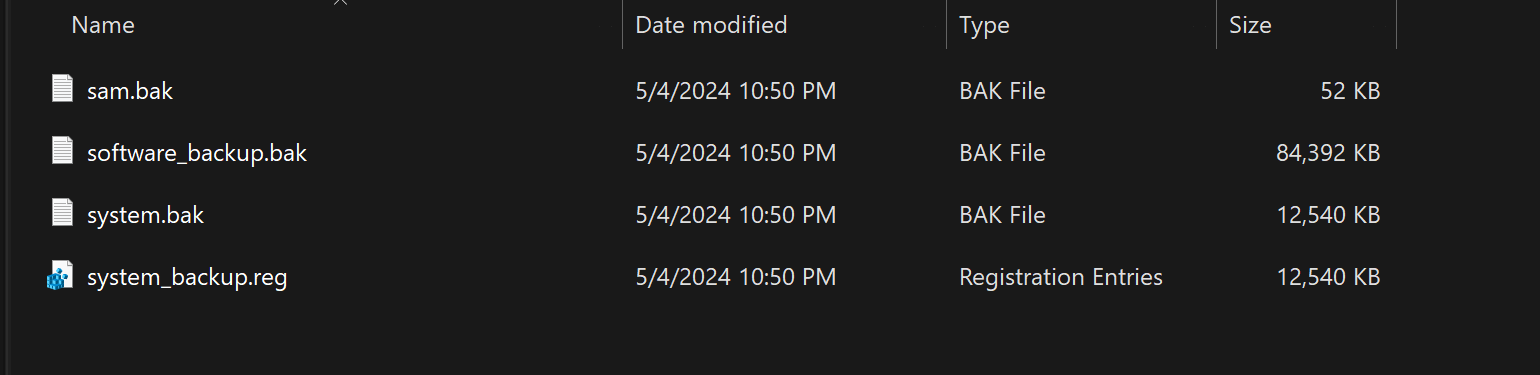 Name Date modified Type Size
sam.bak 5/4/2024 10:50 PM BAK File 52 KB
software_backup.bak 5/4/2024 10:50 PM BAK File 84,392 KB
system.bak 5/4/2024 10:50 PM BAK File 12,540 KB
system_backup.reg 5/4/2024 10:50 PM Registration Entries 12,540 KB